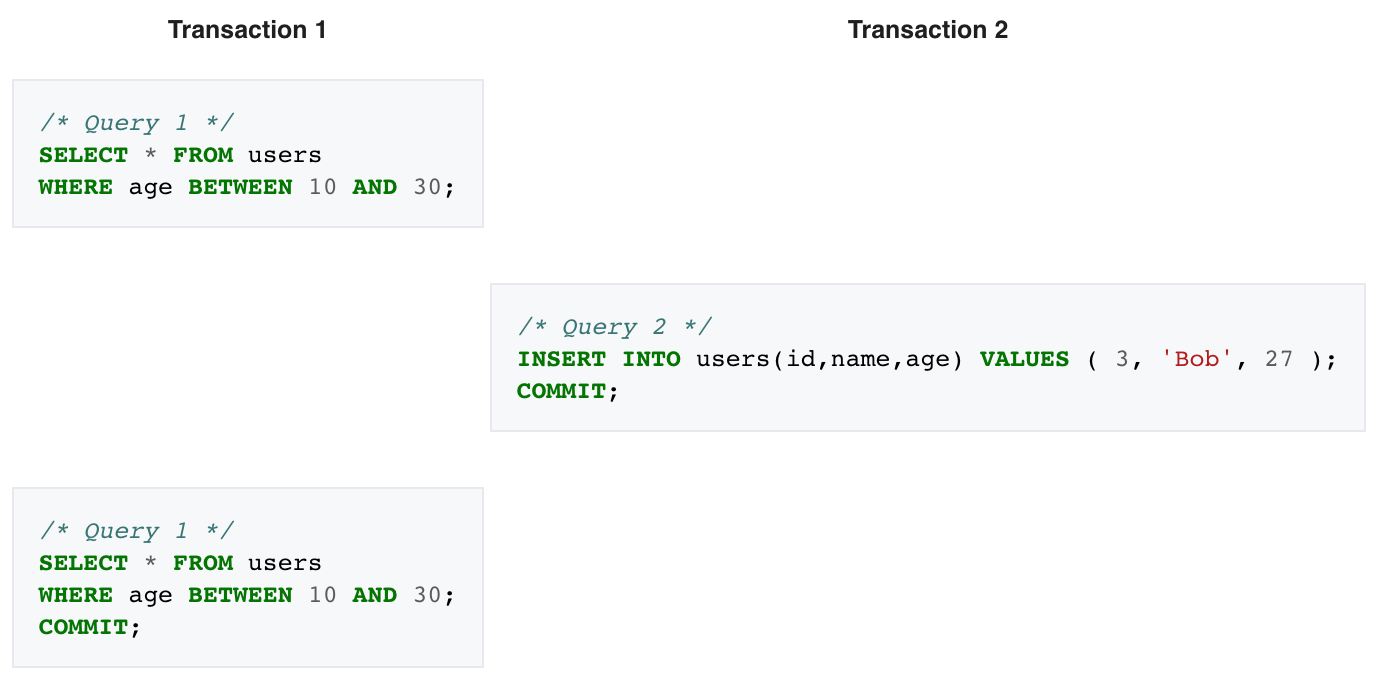 Transaction 1
Transaction 2
/* Query 1 */
SELECT * FROM users
WHERE age BETWEEN 10 AND 30;
/* Query 2 */
INSERT INTO users(id,name,age) VALUES ( 3, 'Bob', 27 );
COMMIT;
/* Query 1 */
SELECT * FROM users
WHERE age BETWEEN 10 AND 30;
COMMIT;